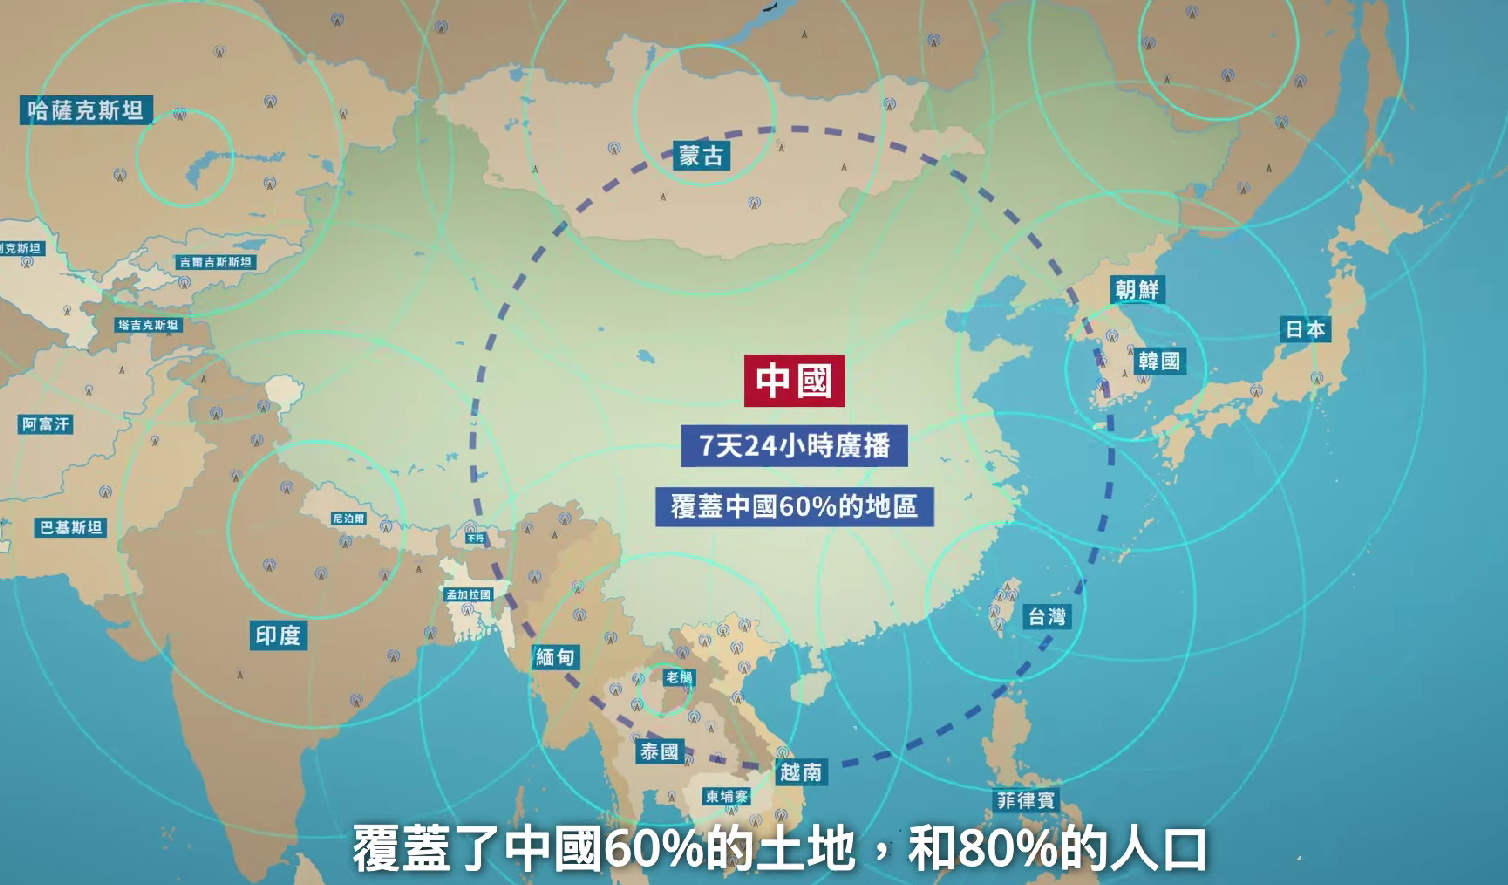 哈薩克斯坦
蒙古
克斯坦
吉爾吉斯斯坦
塔吉克斯坦
朝鮮
日本
韓國
中國
7天24小時廣播
覆蓋中國60%的地區
阿富汗
巴基斯坦
尼泊爾
不丹
孟加拉國
印度
緬甸
台灣
老撾
泰國
越南
柬埔寨
菲律賓
覆蓋了中國60%的土地，和80%的人口